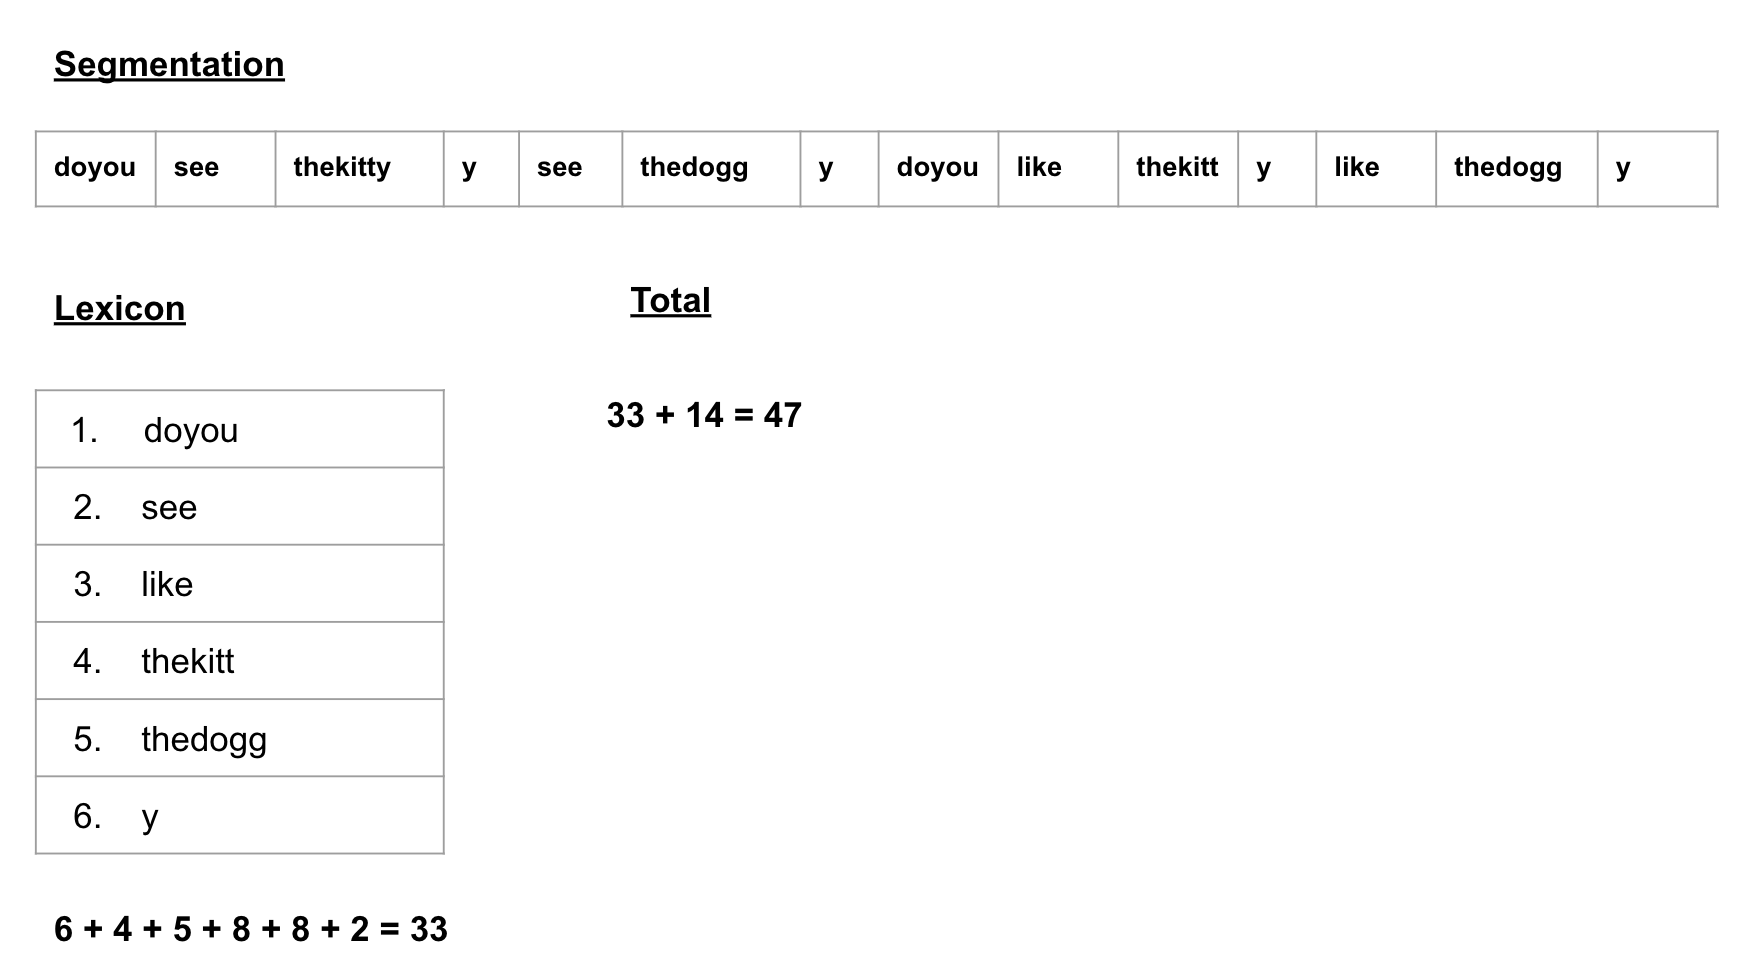 Segmentation
doyou see thekitty y see thedogg y doyou like thekitt y like thedogg y
Lexicon
Total
1. doyou
33 + 14 = 47
2. see
3. like
4. thekitt
5. thedogg
6. y
6 + 4 + 5 + 8 + 8 + 2 = 33